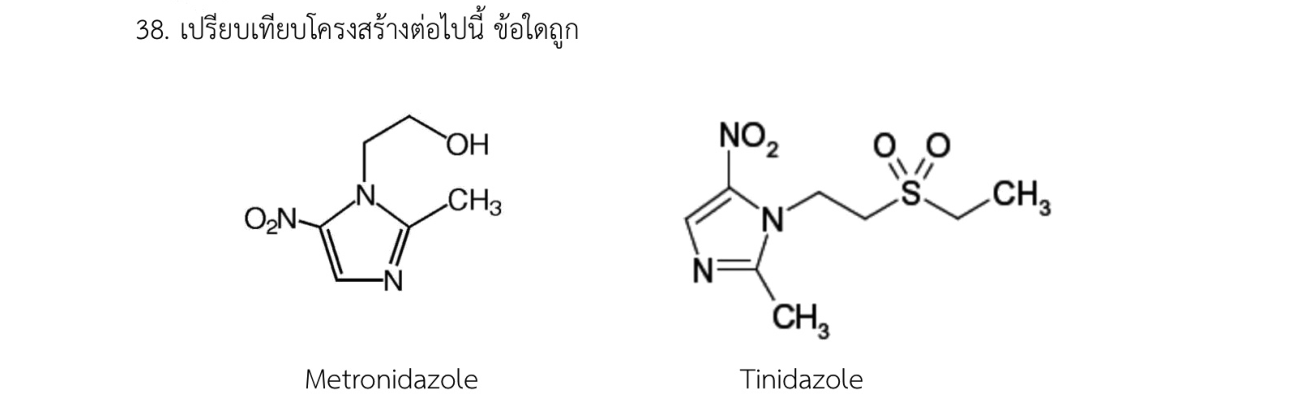 38. เปรียบเทียบโครงสร้างต่อไปนี้ ข้อใดถูก
OH
N
CH₃
O₂N
N
NO₂
O O
S
CH₃
N
N
CH₃
Metronidazole
Tinidazole